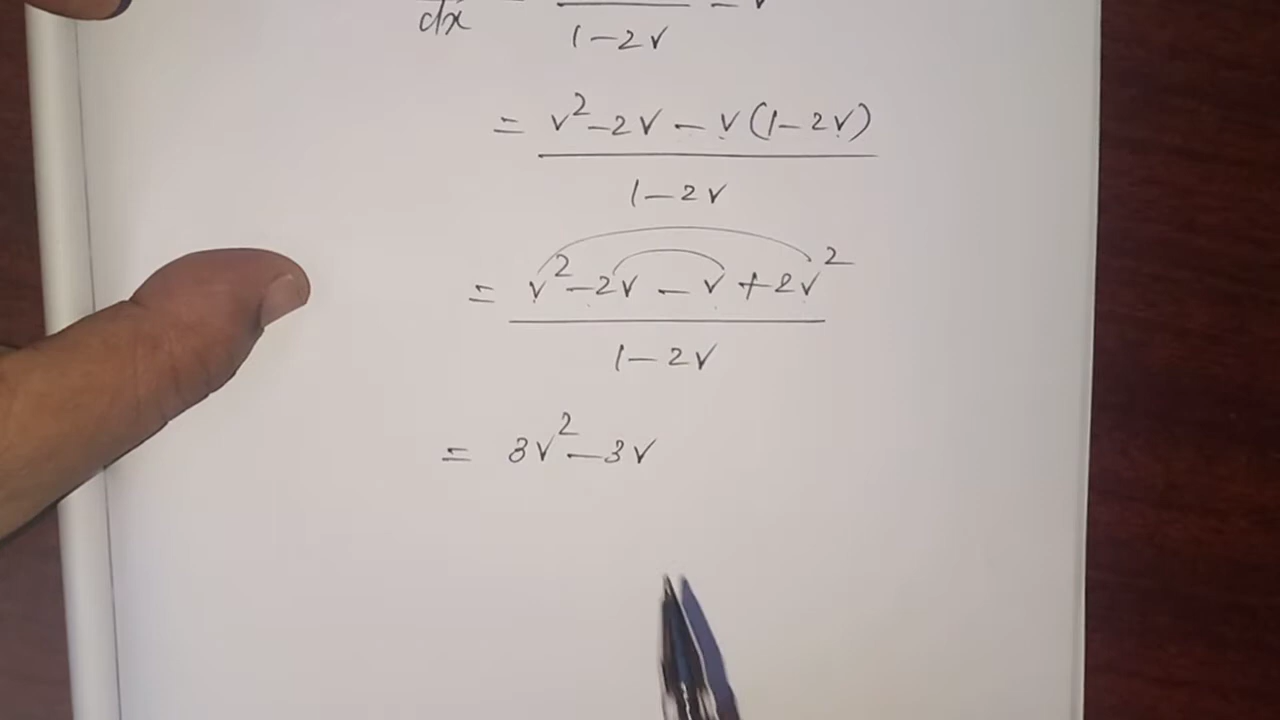 dx 1-2v - v
= v²-2v-v(1-2v)
1-2v
= v²-2v-v+2v²
1-2v
= 3v²-3v